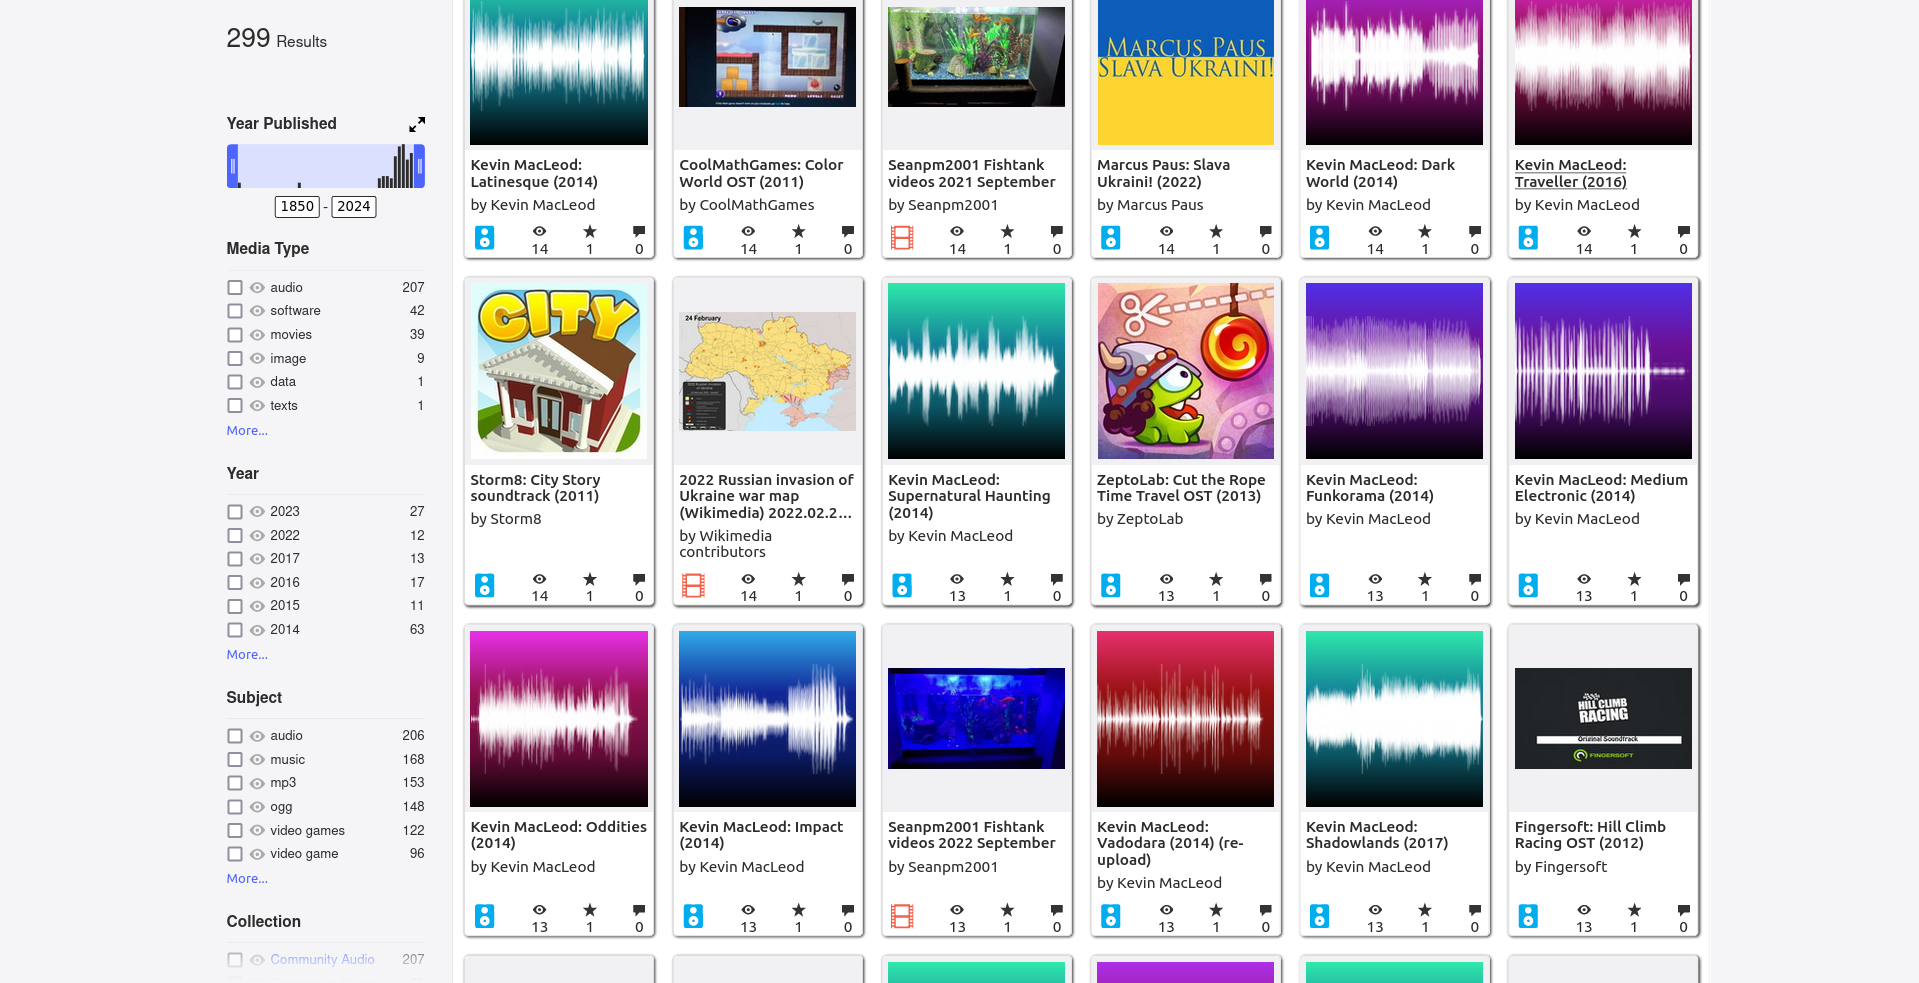 299 Results
Year Published
1850 - 2024
Media Type
audio 207
software 42
movies 39
image 9
data 1
texts 1
More...
Year
2023 27
2022 12
2017 13
2016 17
2015 11
2014 63
More...
Subject
audio 206
music 168
mp3 153
ogg 148
video games 122
video game 96
More...
Collection
Community Audio 207
Kevin MacLeod:
Latinesque (2014)
by Kevin MacLeod
14 1 0
CoolMathGames: Color
World OST (2011)
by CoolMathGames
14 1 0
Seanpm2001 Fishtank
videos 2021 September
by Seanpm2001
14 1 0
MARCUS PAUS
SLAVA UKRAINI!
Marcus Paus: Slava
Ukraini! (2022)
by Marcus Paus
14 1 0
Kevin MacLeod: Dark
World (2014)
by Kevin MacLeod
14 1 0
Kevin MacLeod:
Traveller (2016)
by Kevin MacLeod
14 1 0
CITY
Storm8: City Story
soundtrack (2011)
by Storm8
14 1 0
24 February
2022 Russian invasion of
Ukraine war map
(Wikimedia) 2022.02.2...
by Wikimedia
contributors
14 1 0
Kevin MacLeod:
Supernatural Haunting
(2014)
by Kevin MacLeod
13 1 0
ZeptoLab: Cut the Rope
Time Travel OST (2013)
by ZeptoLab
13 1 0
Kevin MacLeod:
Funkorama (2014)
by Kevin MacLeod
13 1 0
Kevin MacLeod: Medium
Electronic (2014)
by Kevin MacLeod
13 1 0
Kevin MacLeod: Oddities
(2014)
by Kevin MacLeod
13 1 0
Kevin MacLeod: Impact
(2014)
by Kevin MacLeod
13 1 0
Seanpm2001 Fishtank
videos 2022 September
by Seanpm2001
13 1 0
Kevin MacLeod:
Vadodara (2014) (re-
upload)
by Kevin MacLeod
13 1 0
Kevin MacLeod:
Shadowlands (2017)
by Kevin MacLeod
13 1 0
HILL CLIMB
RACING
Original Soundtrack
FINGERSOFT
Fingersoft: Hill Climb
Racing OST (2012)
by Fingersoft
13 1 0